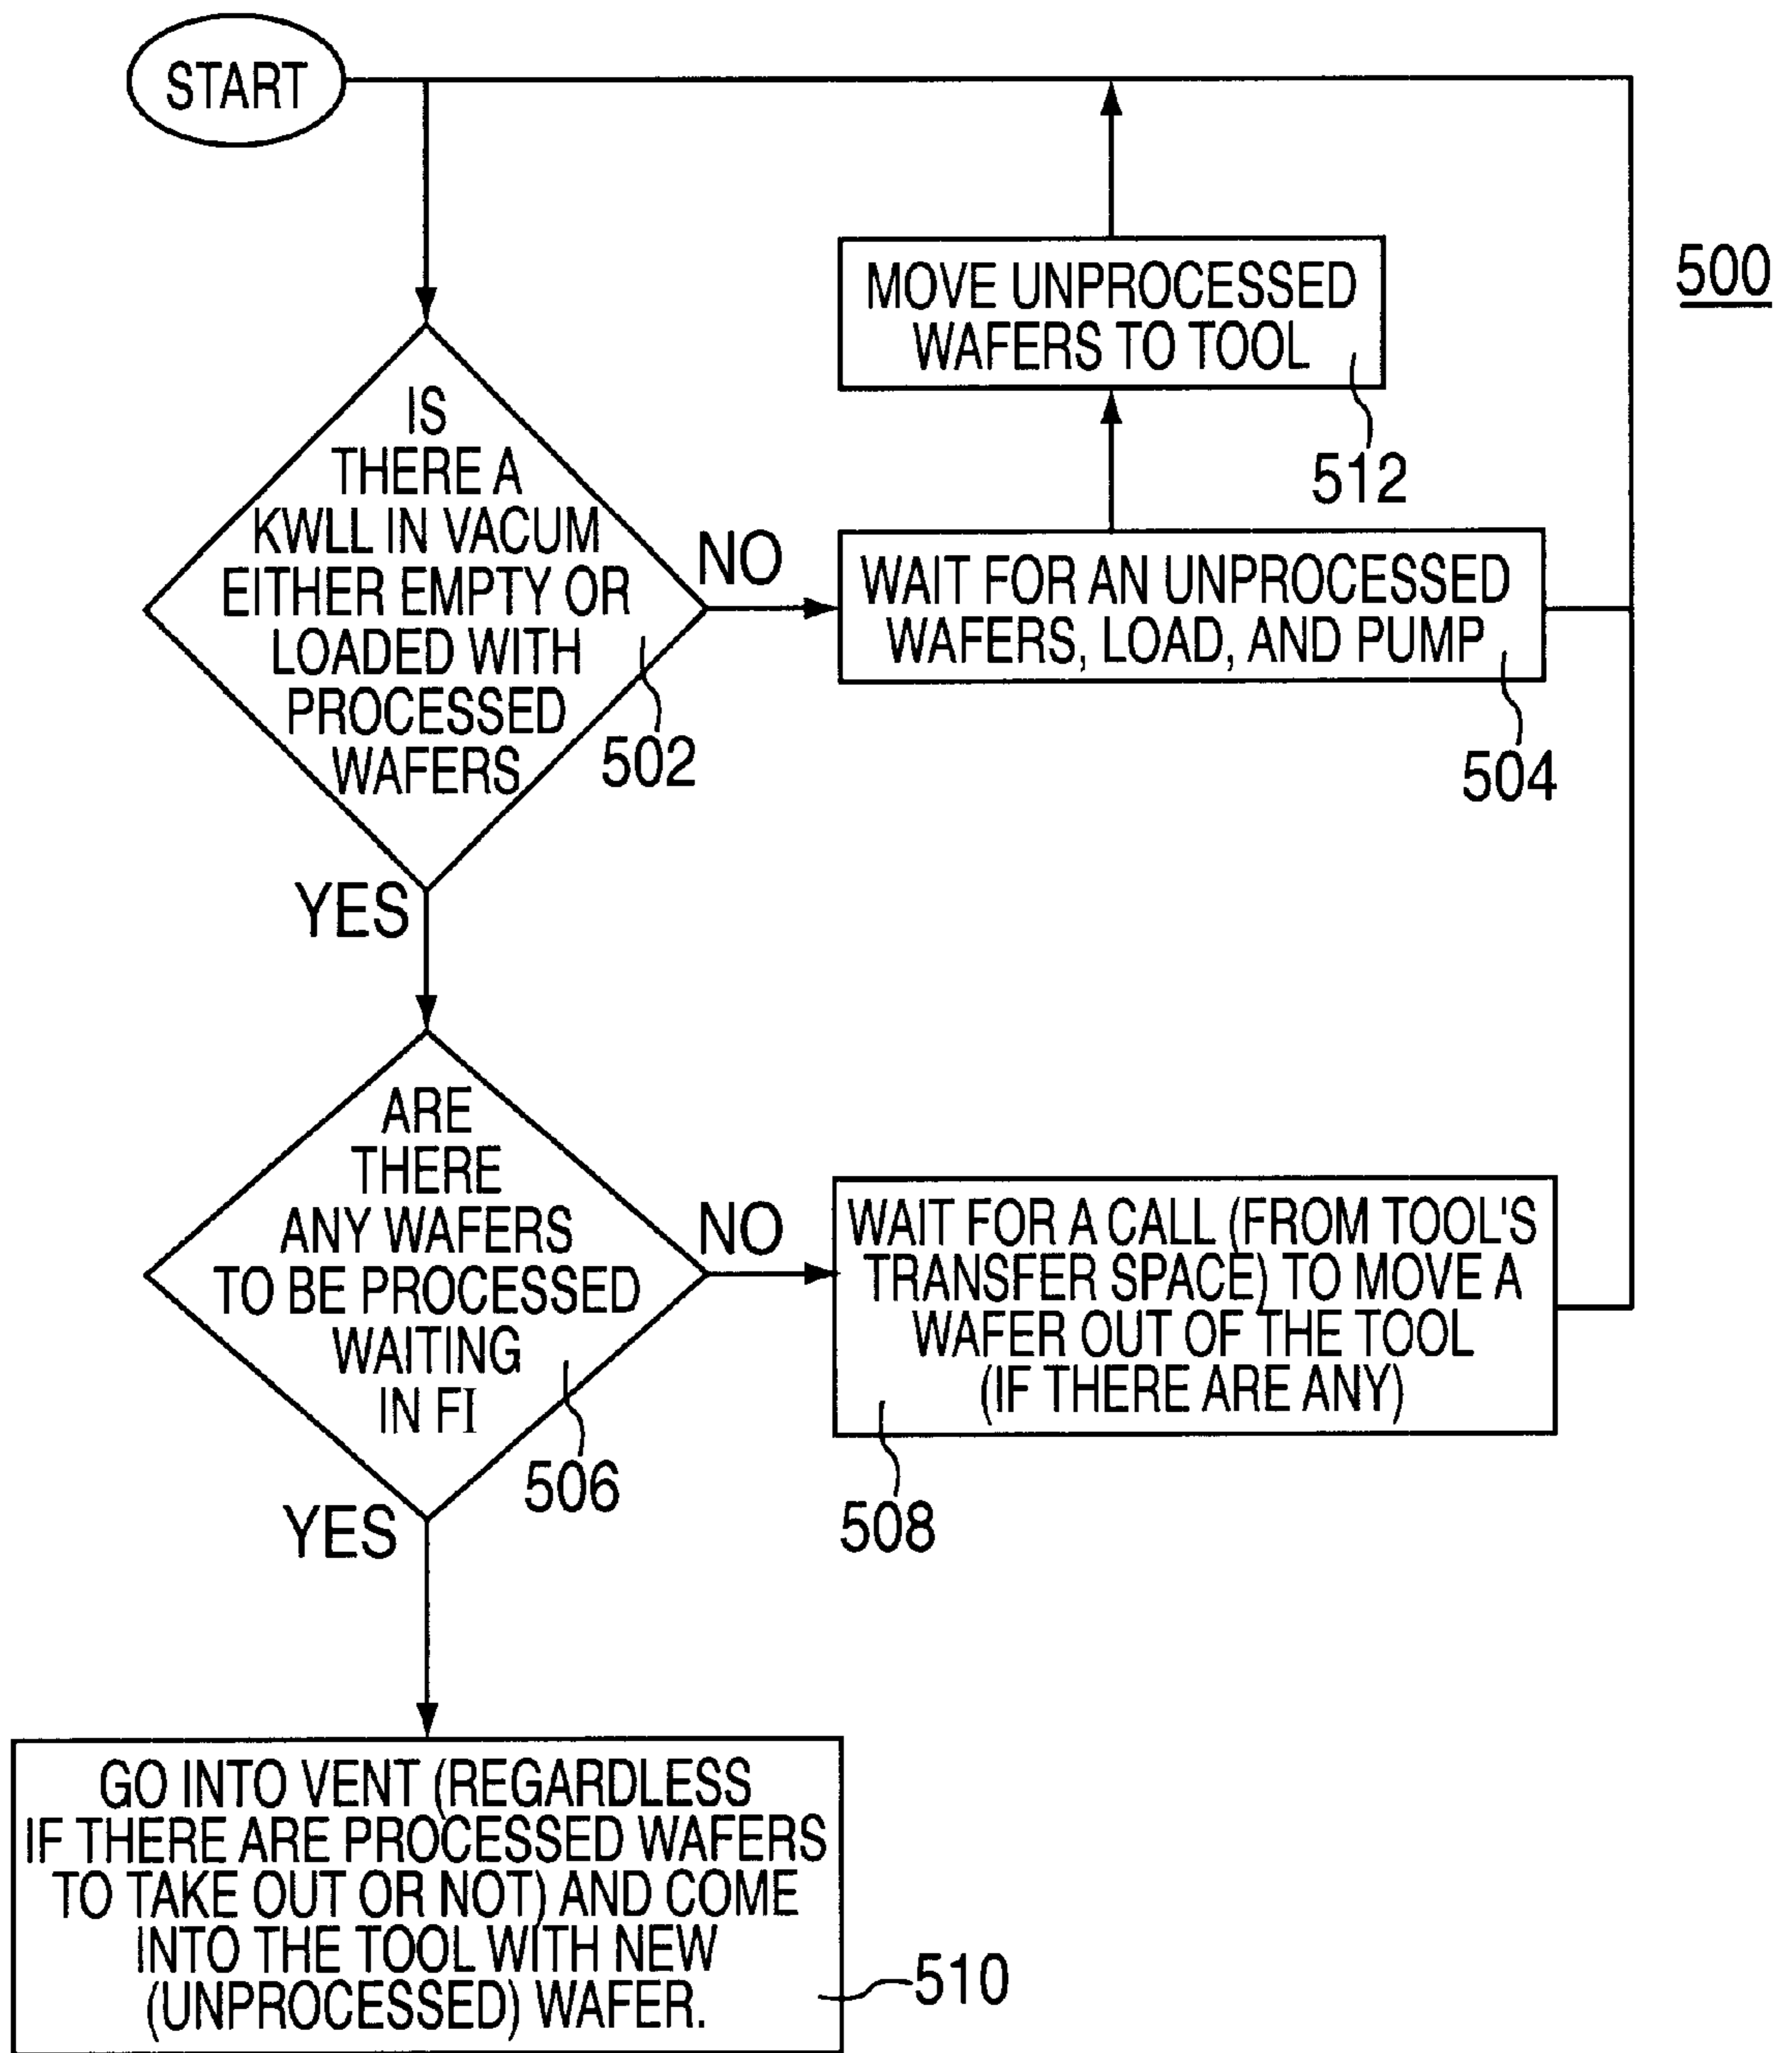 START
500
MOVE UNPROCESSED
WAFERS TO TOOL
512
IS
THERE A
KWLL IN VACUM
EITHER EMPTY OR
LOADED WITH
PROCESSED
WAFERS
502
NO
WAIT FOR AN UNPROCESSED
WAFERS, LOAD, AND PUMP
504
YES
ARE
THERE
ANY WAFERS
TO BE PROCESSED
WAITING
IN FI
506
NO
WAIT FOR A CALL (FROM TOOL'S
TRANSFER SPACE) TO MOVE A
WAFER OUT OF THE TOOL
(IF THERE ARE ANY)
508
YES
GO INTO VENT (REGARDLESS
IF THERE ARE PROCESSED WAFERS
TO TAKE OUT OR NOT) AND COME
INTO THE TOOL WITH NEW
(UNPROCESSED) WAFER.
510